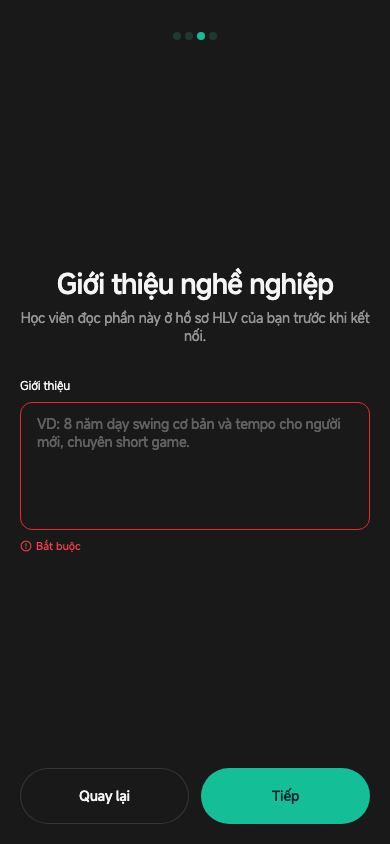 Giới thiệu nghề nghiệp
Học viên đọc phần này ở hồ sơ HLV của bạn trước khi kết
nối.
Giới thiệu
VD: 8 năm dạy swing cơ bản và tempo cho người
mới, chuyên short game.
Bắt buộc
Quay lại
Tiếp